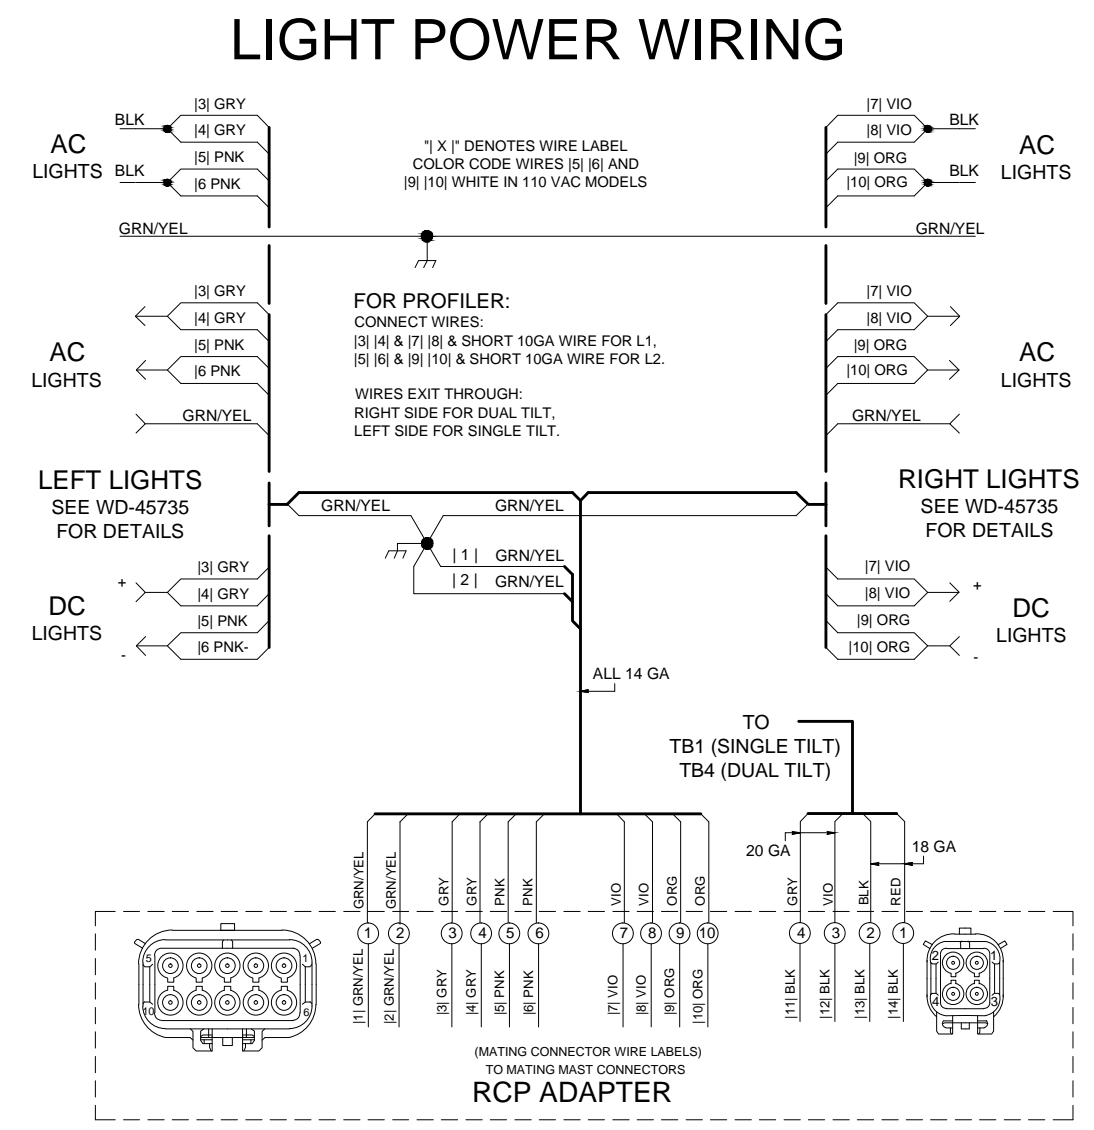 LIGHT POWER WIRING
AC
LIGHTS
BLK
BLK
|3| GRY
|4| GRY
|5| PNK
|6 PNK
"| X |" DENOTES WIRE LABEL
COLOR CODE WIRES |5| |6| AND
|9| |10| WHITE IN 110 VAC MODELS
|7| VIO
|8| VIO
|9| ORG
|10| ORG
BLK
BLK
AC
LIGHTS
GRN/YEL
GRN/YEL
AC
LIGHTS
|3| GRY
|4| GRY
|5| PNK
|6 PNK
GRN/YEL
FOR PROFILER:
CONNECT WIRES:
|3| |4| & |7| |8| & SHORT 10GA WIRE FOR L1,
|5| |6| & |9| |10| & SHORT 10GA WIRE FOR L2.
WIRES EXIT THROUGH:
RIGHT SIDE FOR DUAL TILT,
LEFT SIDE FOR SINGLE TILT.
|7| VIO
|8| VIO
|9| ORG
|10| ORG
GRN/YEL
AC
LIGHTS
LEFT LIGHTS
SEE WD-45735
FOR DETAILS
GRN/YEL
GRN/YEL
| 1 | GRN/YEL
| 2 | GRN/YEL
RIGHT LIGHTS
SEE WD-45735
FOR DETAILS
DC
LIGHTS
+
-
|3| GRY
|4| GRY
|5| PNK
|6 PNK-
|7| VIO
|8| VIO
|9| ORG
|10| ORG
+
-
DC
LIGHTS
ALL 14 GA
TO
TB1 (SINGLE TILT)
TB4 (DUAL TILT)
20 GA
18 GA
GRN/YEL
GRN/YEL
GRY
GRY
PNK
PNK
VIO
VIO
ORG
ORG
GRY
VIO
BLK
RED
1
2
3
4
5
6
7
8
9
10
4
3
2
1
|1| GRN/YEL
|2| GRN/YEL
|3| GRY
|4| GRY
|5| PNK
|6| PNK
|7| VIO
|8| VIO
|9| ORG
|10| ORG
|11| BLK
|12| BLK
|13| BLK
|14| BLK
5
1
10
6
2
1
4
3
(MATING CONNECTOR WIRE LABELS)
TO MATING MAST CONNECTORS
RCP ADAPTER